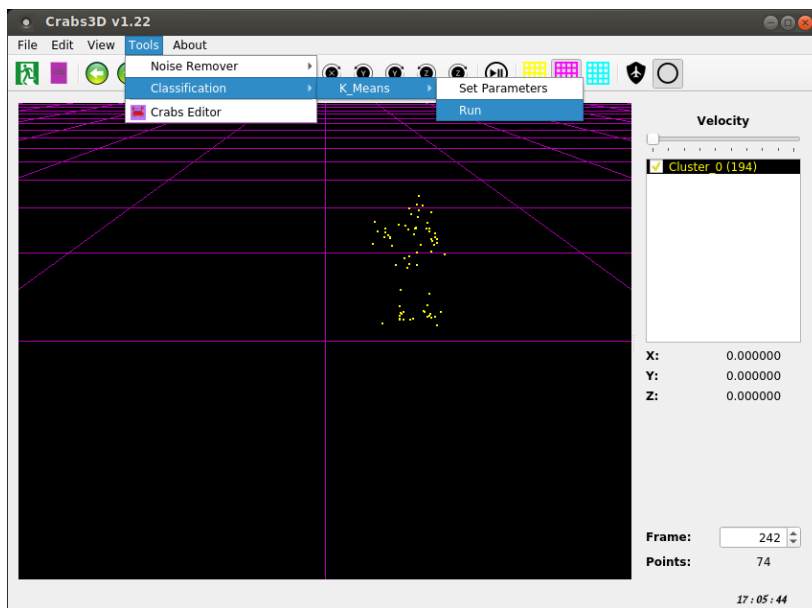 Crabs3D v1.22
File Edit View Tools About
Noise Remover
Classification
Crabs Editor
K_Means
Set Parameters
Run
X Y Y Z Z
Velocity
Cluster_0 (194)
X: 0.000000
Y: 0.000000
Z: 0.000000
Frame: 242
Points: 74
17:05:44